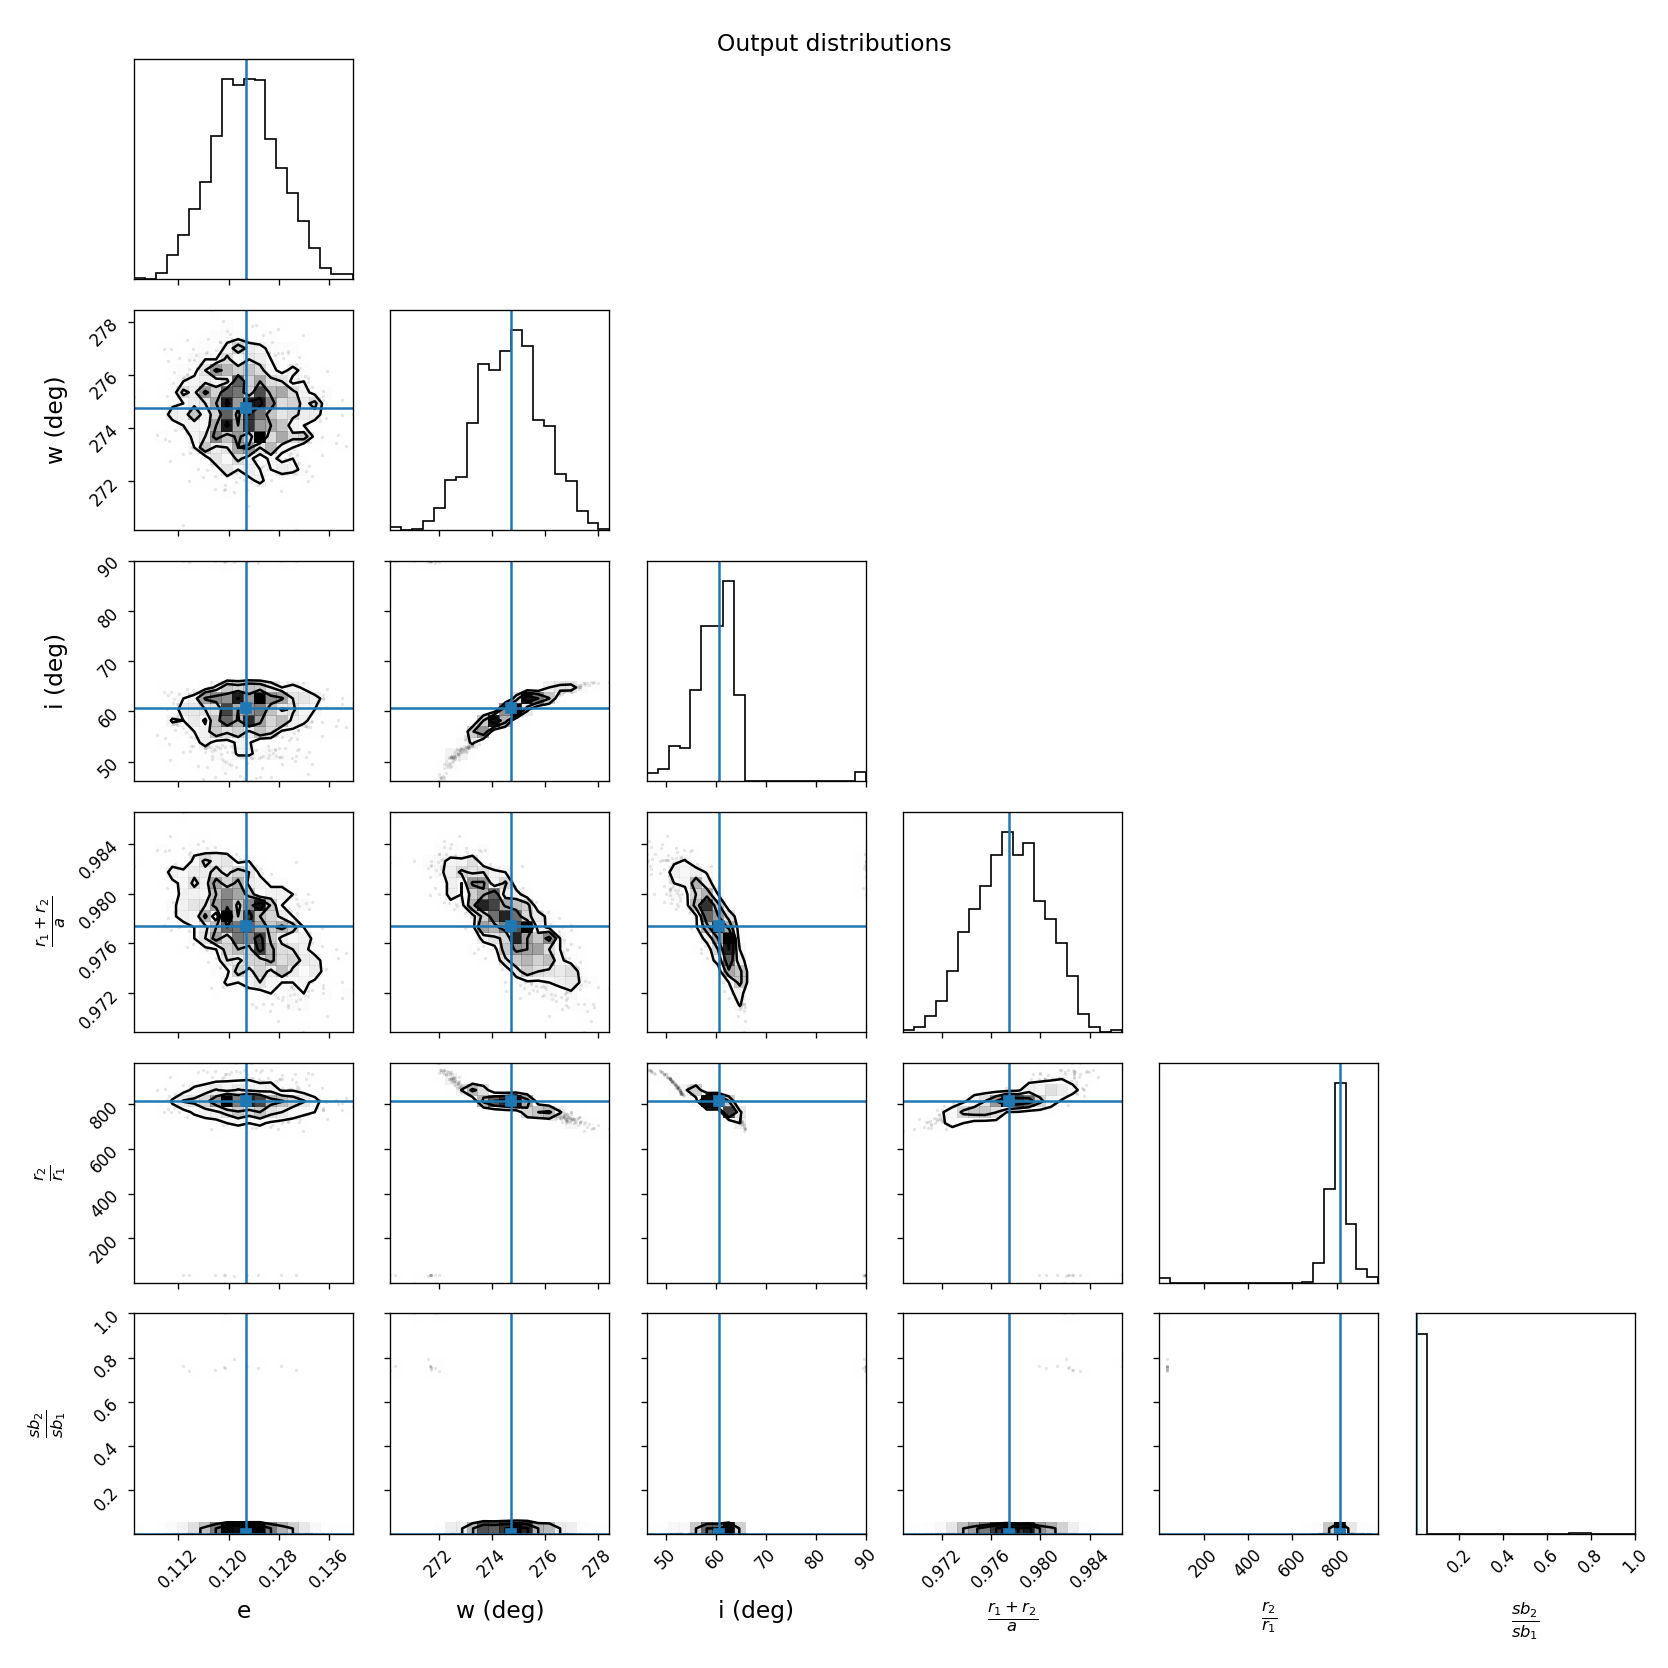 Output distributions
278
276
274
272
w (deg)
90
80
70
60
50
i (deg)
0.984
0.980
0.976
0.972
r₁ + r₂
a
800
600
400
200
r₂
r₁
1.0
0.8
0.6
0.4
0.2
sb₂
sb₁
0.112 0.120 0.128 0.136 272 274 276 278 50 60 70 80 90 0.972 0.976 0.980 0.984 200 400 600 800 0.2 0.4 0.6 0.8 1.0
e w (deg) i (deg) r₁ + r₂ r₂ sb₂
a r₁ sb₁